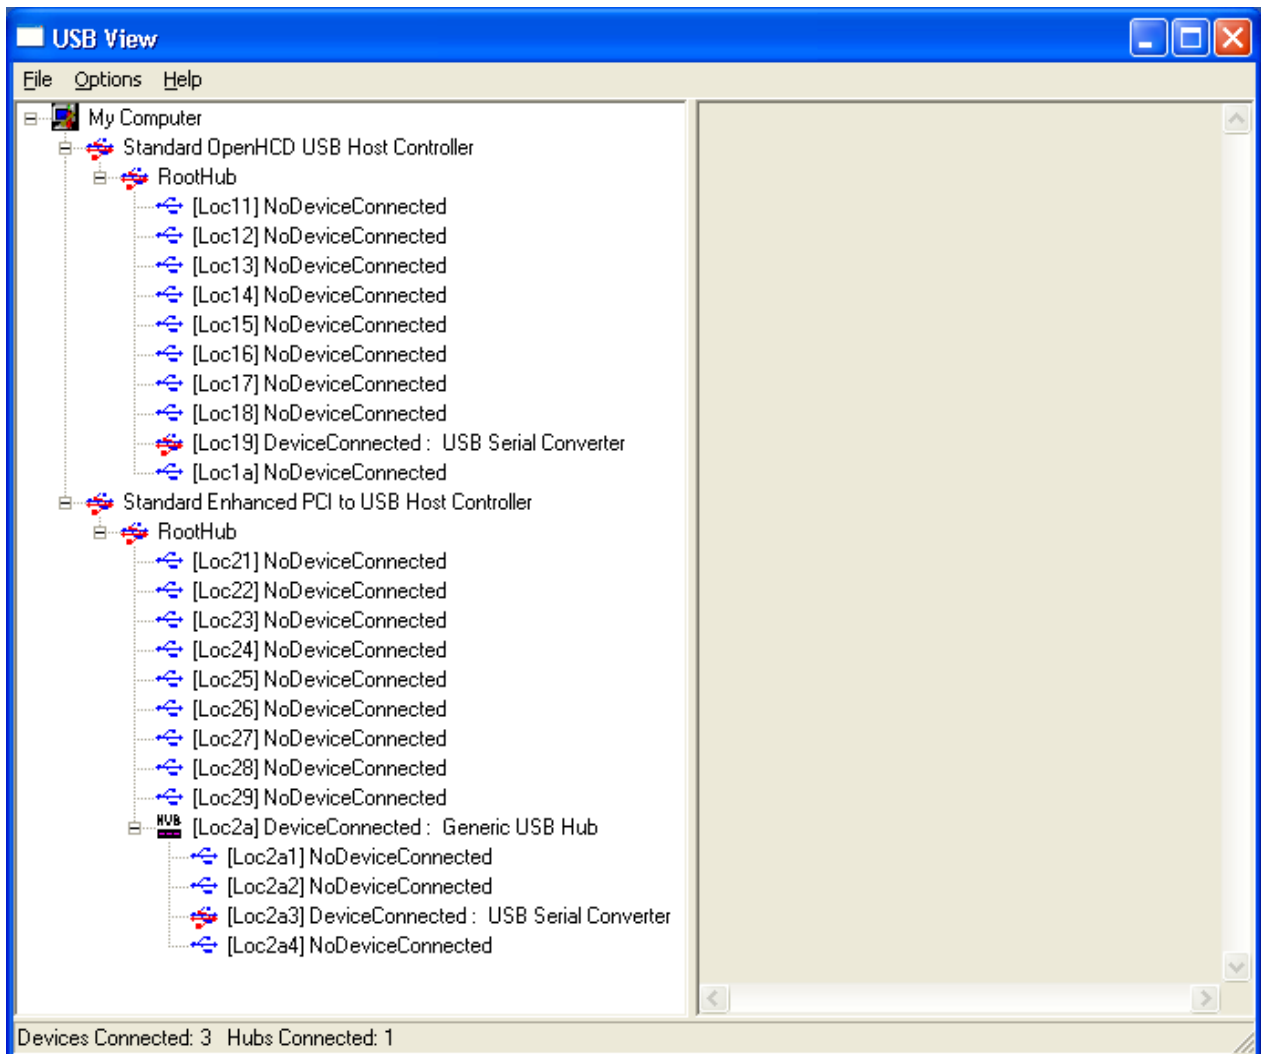 USB View
File Options Help
My Computer
Standard OpenHCD USB Host Controller
RootHub
[Loc11] NoDeviceConnected
[Loc12] NoDeviceConnected
[Loc13] NoDeviceConnected
[Loc14] NoDeviceConnected
[Loc15] NoDeviceConnected
[Loc16] NoDeviceConnected
[Loc17] NoDeviceConnected
[Loc18] NoDeviceConnected
[Loc19] DeviceConnected : USB Serial Converter
[Loc1a] NoDeviceConnected
Standard Enhanced PCI to USB Host Controller
RootHub
[Loc21] NoDeviceConnected
[Loc22] NoDeviceConnected
[Loc23] NoDeviceConnected
[Loc24] NoDeviceConnected
[Loc25] NoDeviceConnected
[Loc26] NoDeviceConnected
[Loc27] NoDeviceConnected
[Loc28] NoDeviceConnected
[Loc29] NoDeviceConnected
HUB [Loc2a] DeviceConnected : Generic USB Hub
[Loc2a1] NoDeviceConnected
[Loc2a2] NoDeviceConnected
[Loc2a3] DeviceConnected : USB Serial Converter
[Loc2a4] NoDeviceConnected
Devices Connected: 3 Hubs Connected: 1